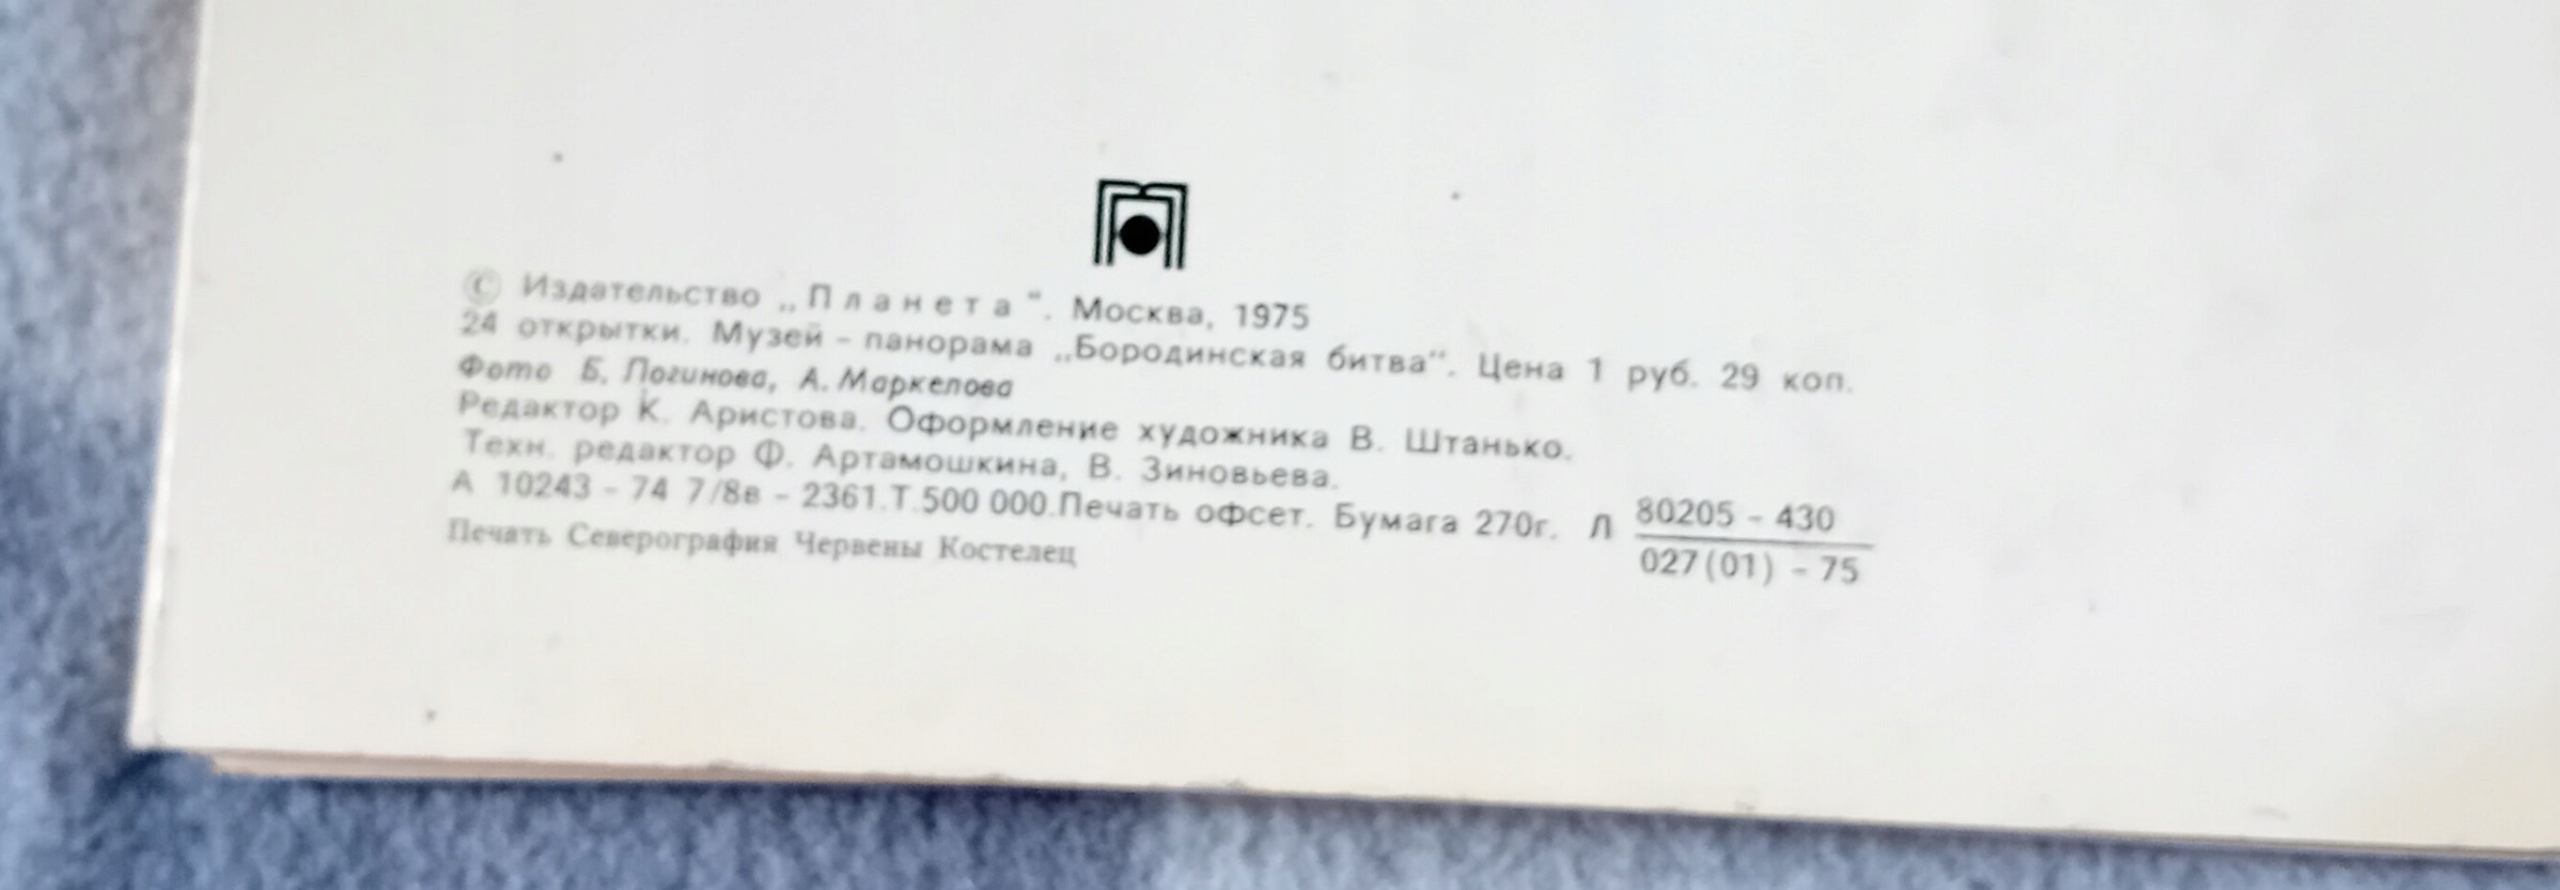 © Издательство „Планета“. Москва, 1975
24 открытки. Музей - панорама „Бородинская битва“. Цена 1 руб. 29 коп.
Фото Б. Логинова, А. Маркелова
Редактор К. Аристова. Оформление художника В. Штанько.
Техн. редактор Ф. Артамошкина, В. Зиновьева.
А 10243 - 74 7/8в - 2361.Т.500 000.Печать офсет. Бумага 270г. Л 80205 - 430
027(01) - 75
Печать Северография Червены Костелец